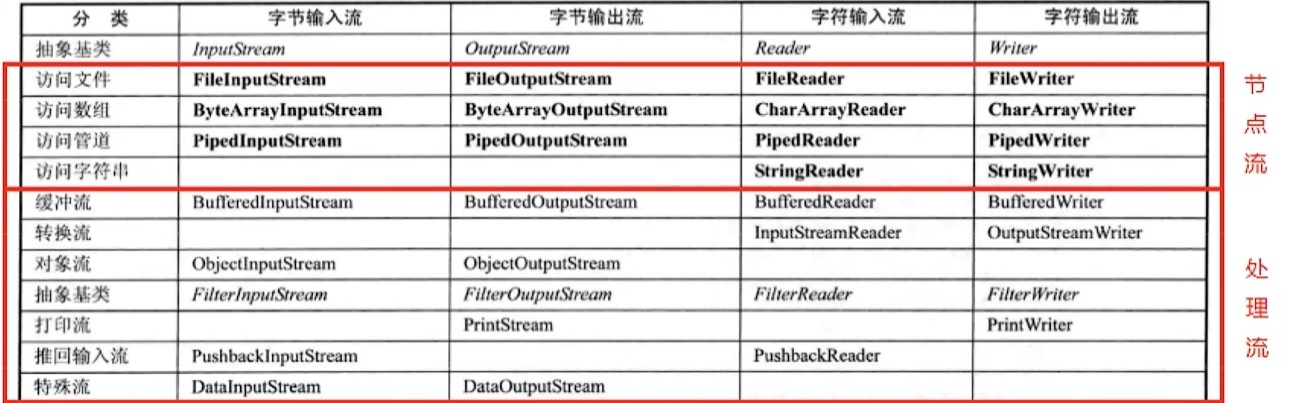 分 类 字节输入流 字节输出流 字符输入流 字符输出流
抽象基类 InputStream OutputStream Reader Writer
访问文件 FileInputStream FileOutputStream FileReader FileWriter
访问数组 ByteArrayInputStream ByteArrayOutputStream CharArrayReader CharArrayWriter
访问管道 PipedInputStream PipedOutputStream PipedReader PipedWriter
访问字符串 StringReader StringWriter
缓冲流 BufferedInputStream BufferedOutputStream BufferedReader BufferedWriter
转换流 InputStreamReader OutputStreamWriter
对象流 ObjectInputStream ObjectOutputStream
抽象基类 FilterInputStream FilterOutputStream FilterReader FilterWriter
打印流 PrintStream PrintWriter
推回输入流 PushbackInputStream PushbackReader
特殊流 DataInputStream DataOutputStream
节
点
流
处
理
流